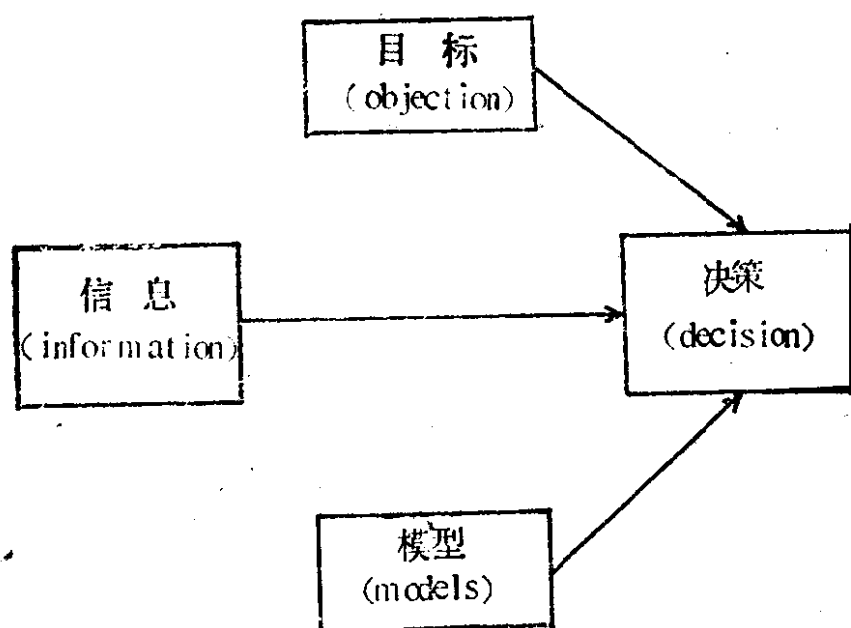 目 标
(objection)
信 息
(information)
决策
(decision)
模型
(models)